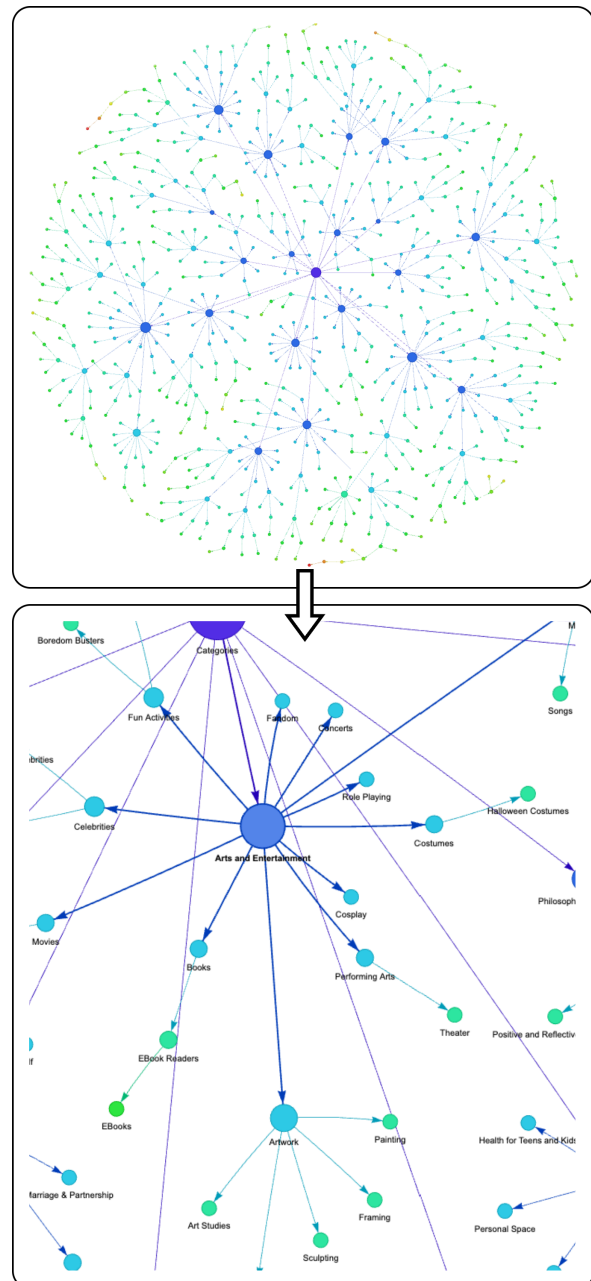 M
Boredom Busters
Categories
Fun Activities
Fandom
Concerts
Songs
Role Playing
Halloween Costumes
Celebrities
Costumes
Arts and Entertainment
Cosplay
Philosoph
Movies
Books
Performing Arts
Theater
Positive and Reflectiv
EBook Readers
EBooks
Artwork
Painting
Health for Teens and Kids
Marriage & Partnership
Art Studies
Framing
Personal Space
Sculpting